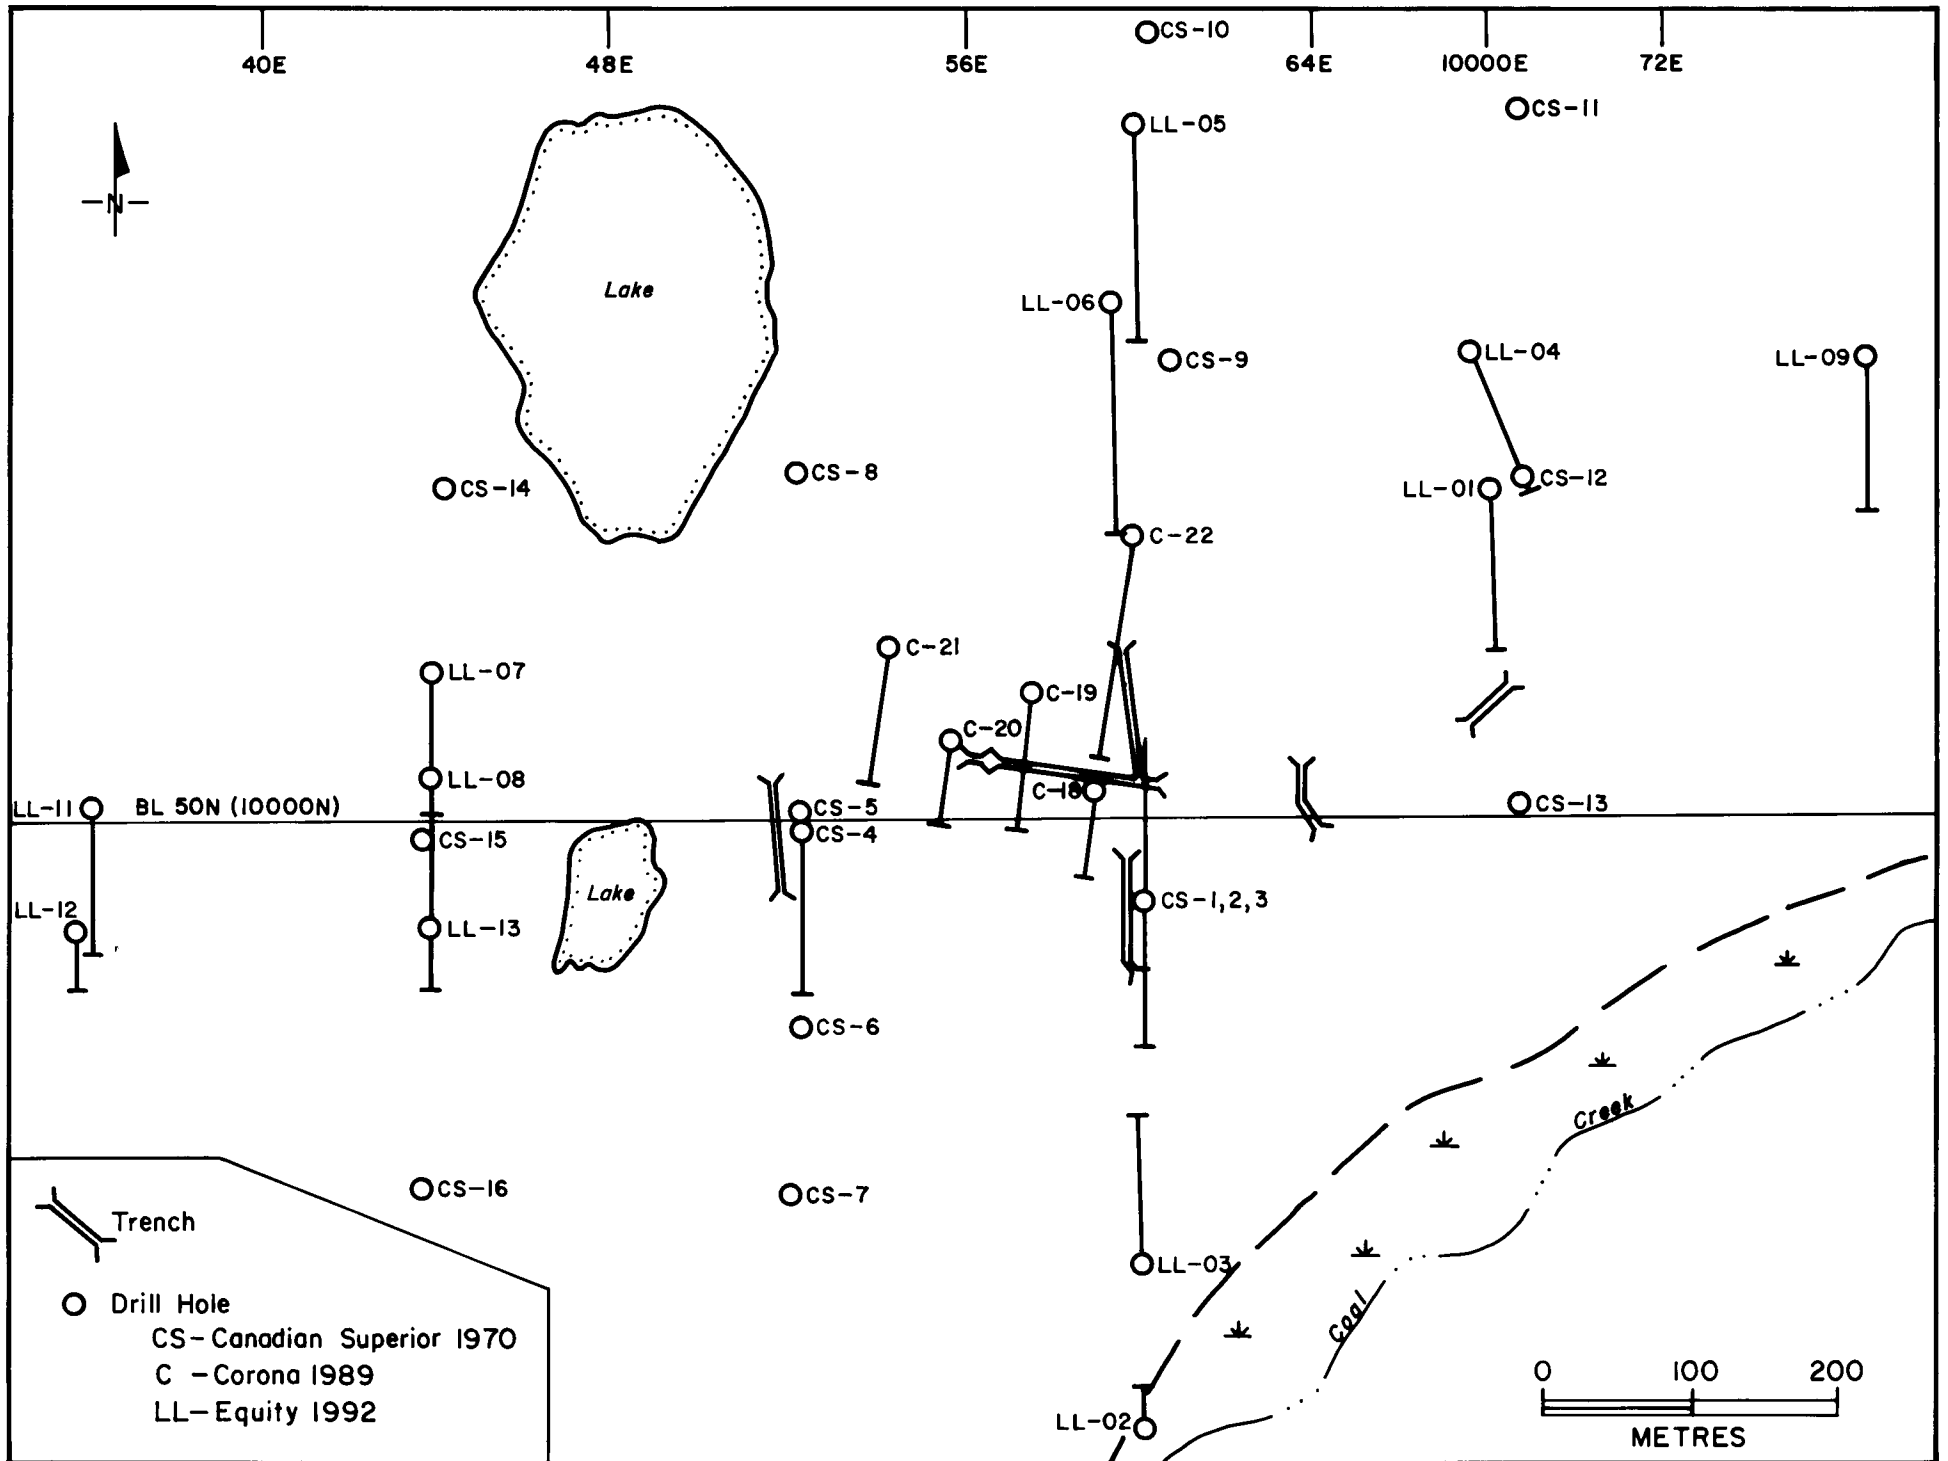 CS-10
40E 48E 56E 64E 10000E 72E
CS-11
LL-05
N
Lake
LL-06
CS-9
LL-04
LL-09
CS-8
CS-14
CS-12
LL-01
C-22
C-21
LL-07
C-19
C-20
LL-08
C-18
LL-11
BL 50N (10000N)
CS-5
CS-13
CS-4
CS-15
Lake
CS-1,2,3
LL-12
LL-13
CS-6
Creek
CS-16
CS-7
Trench
LL-03
Coal
Drill Hole
CS-Canadian Superior 1970
C -Corona 1989
LL-Equity 1992
0 100 200
METRES
LL-02